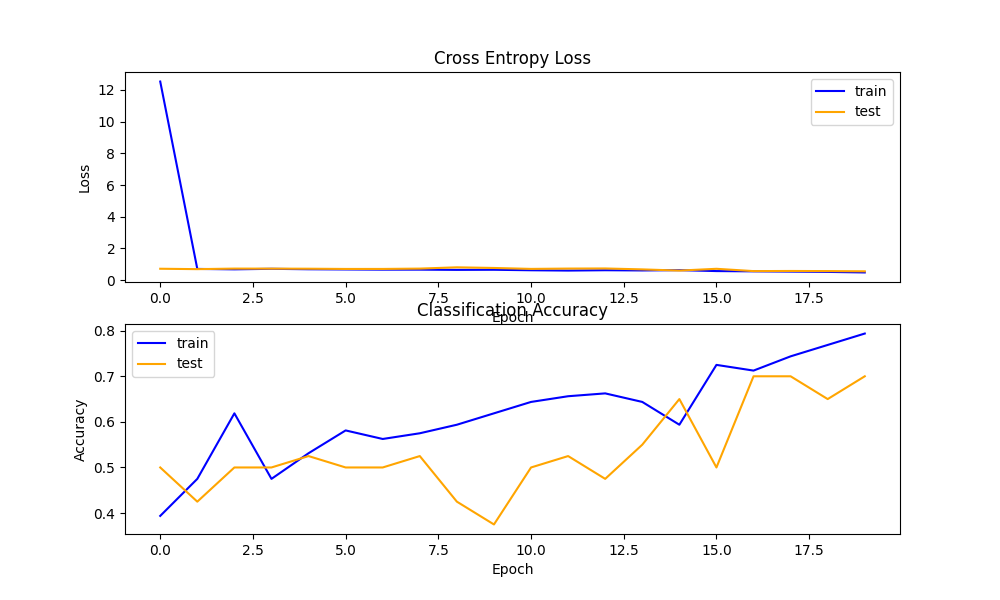 Cross Entropy Loss
train
test
Loss
12
10
8
6
4
2
0
0.0 2.5 5.0 7.5 10.0 12.5 15.0 17.5
Epoch
Classification Accuracy
train
test
Accuracy
0.8
0.7
0.6
0.5
0.4
0.0 2.5 5.0 7.5 10.0 12.5 15.0 17.5
Epoch